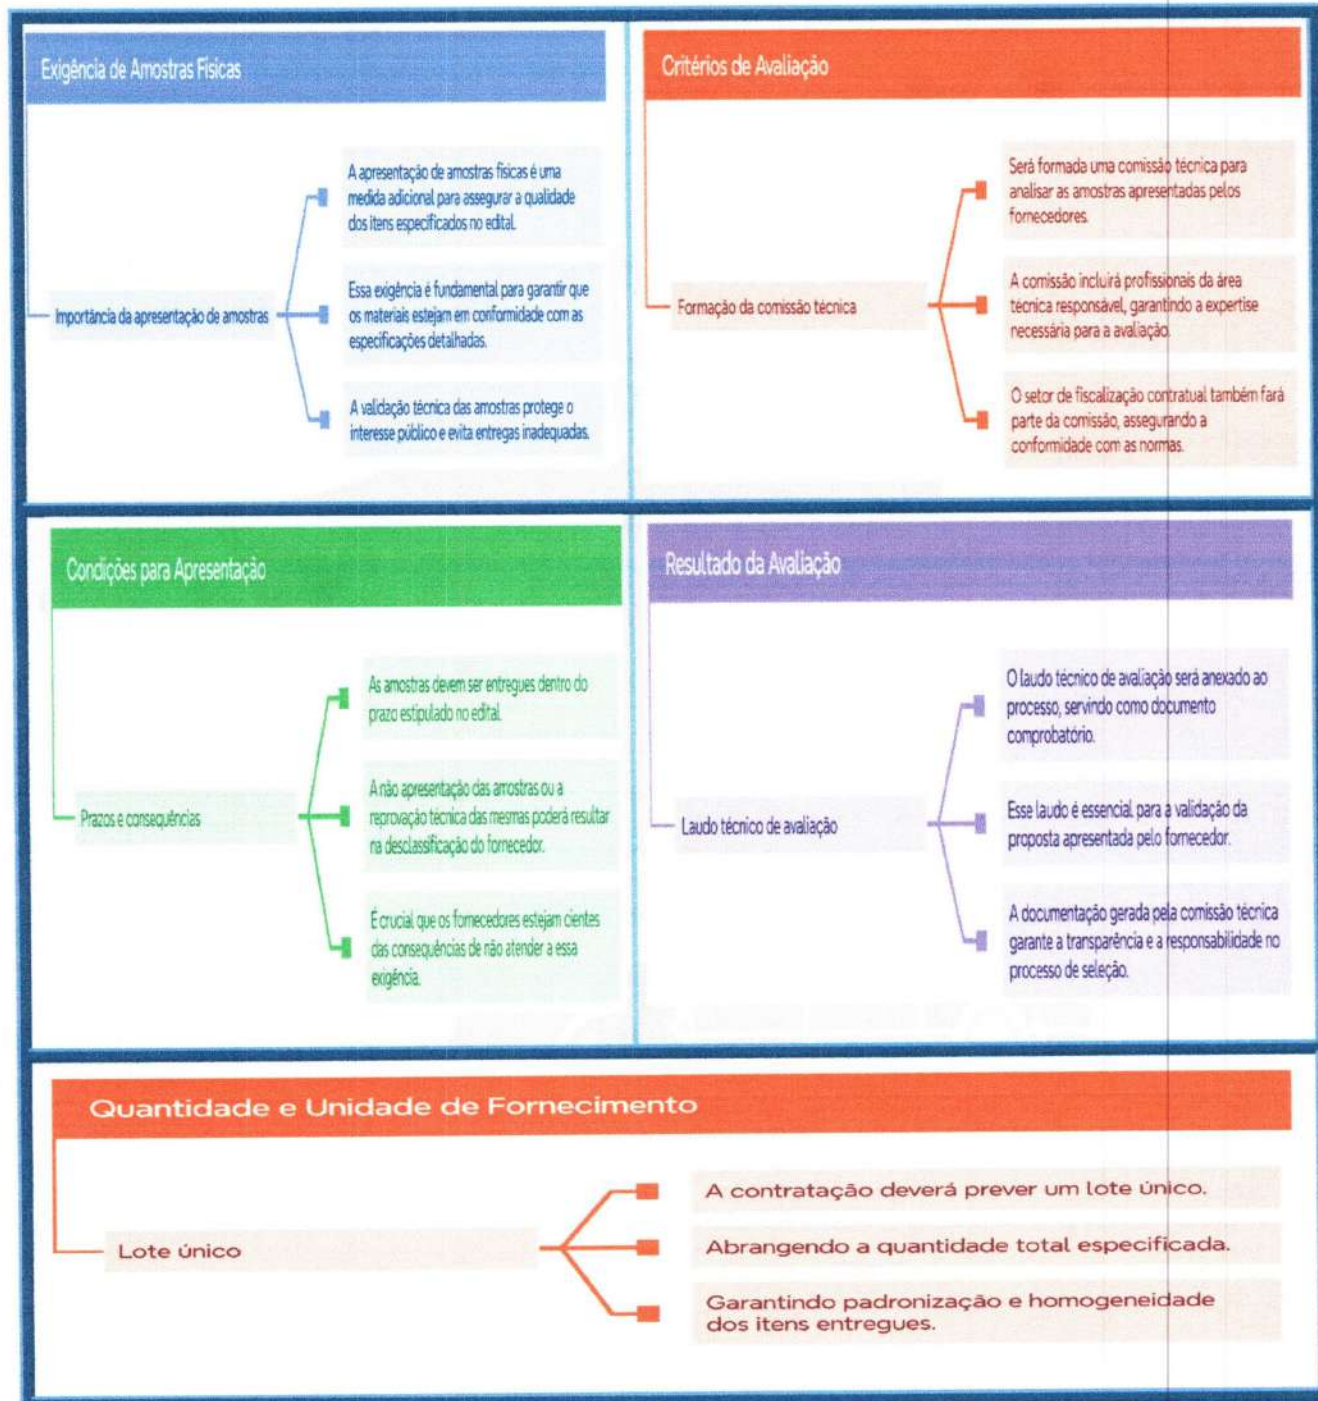 Exigência de Amostras Físicas
Importância da apresentação de amostras
A apresentação de amostras físicas é uma
medida adicional para assegurar a qualidade
dos itens especificados no edital.
Essa exigência é fundamental para garantir que
os materiais estejam em conformidade com as
especificações detalhadas.
A validação técnica das amostras protege o
interesse público e evita entregas inadequadas.
Critérios de Avaliação
Formação da comissão técnica
Será formada uma comissão técnica para
analisar as amostras apresentadas pelos
fornecedores.
A comissão incluirá profissionais da área
técnica responsável, garantindo a expertise
necessária para a avaliação.
O setor de fiscalização contratual também fará
parte da comissão, assegurando a
conformidade com as normas.
Condições para Apresentação
Prazos e consequências
As amostras devem ser entregues dentro do
prazo estipulado no edital.
A não apresentação das amostras ou a
reprovação técnica das mesmas poderá resultar
na desclassificação do fornecedor.
É crucial que os fornecedores estejam cientes
das consequências de não atender a essa
exigência.
Resultado da Avaliação
Laudo técnico de avaliação
O laudo técnico de avaliação será anexado ao
processo, servindo como documento
comprobatório.
Esse laudo é essencial para a validação da
proposta apresentada pelo fornecedor.
A documentação gerada pela comissão técnica
garante a transparência e a responsabilidade no
processo de seleção.
Quantidade e Unidade de Fornecimento
Lote único
A contratação deverá prever um lote único.
Abrangendo a quantidade total especificada.
Garantindo padronização e homogeneidade
dos itens entregues.